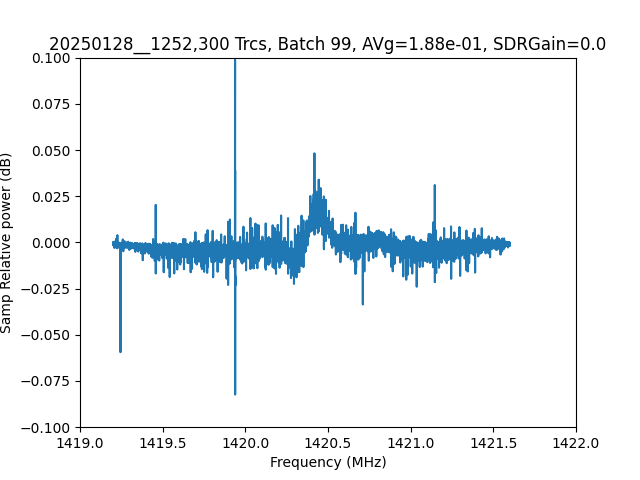 20250128__1252,300 Trcs, Batch 99, AVg=1.88e-01, SDRGain=0.0
0.100
0.075
0.050
0.025
0.000
−0.025
−0.050
−0.075
−0.100
Samp Relative power (dB)
1419.0 1419.5 1420.0 1420.5 1421.0 1421.5 1422.0
Frequency (MHz)